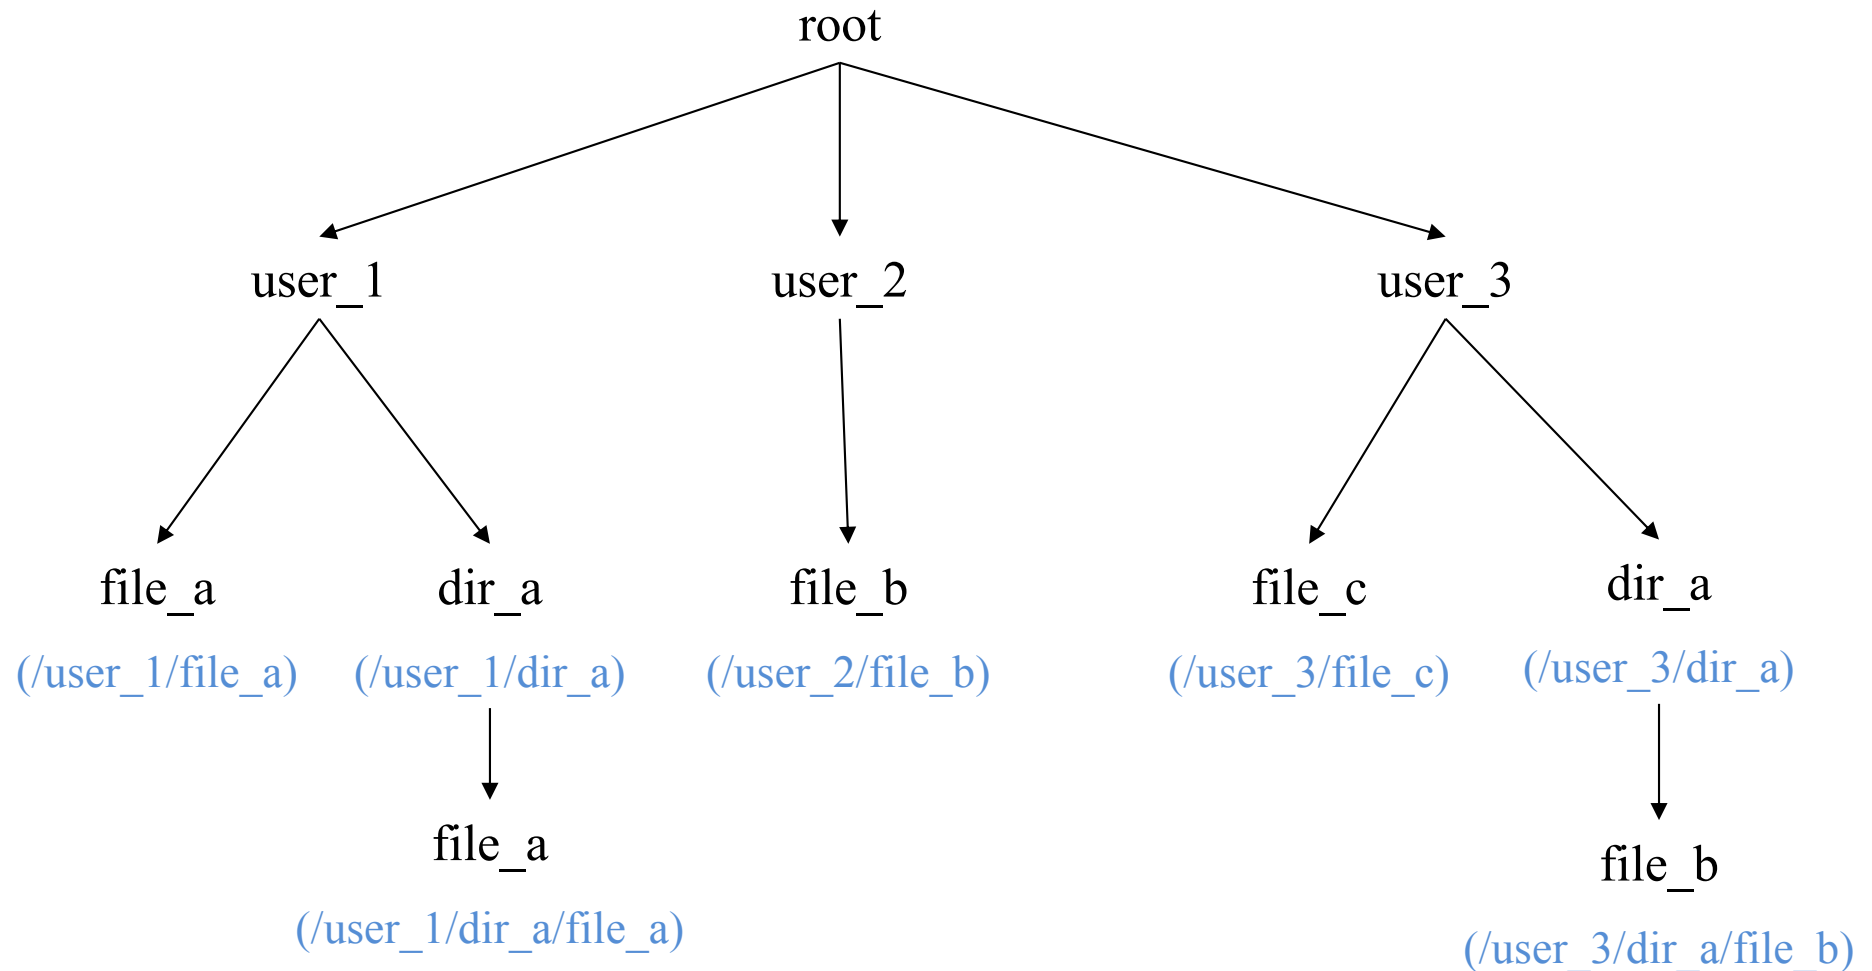 root
user_1
user_2
user_3
file_a
dir_a
file_b
file_c
dir_a
(/user_1/file_a)
(/user_1/dir_a)
(/user_2/file_b)
(/user_3/file_c)
(/user_3/dir_a)
file_a
file_b
(/user_1/dir_a/file_a)
(/user_3/dir_a/file_b)